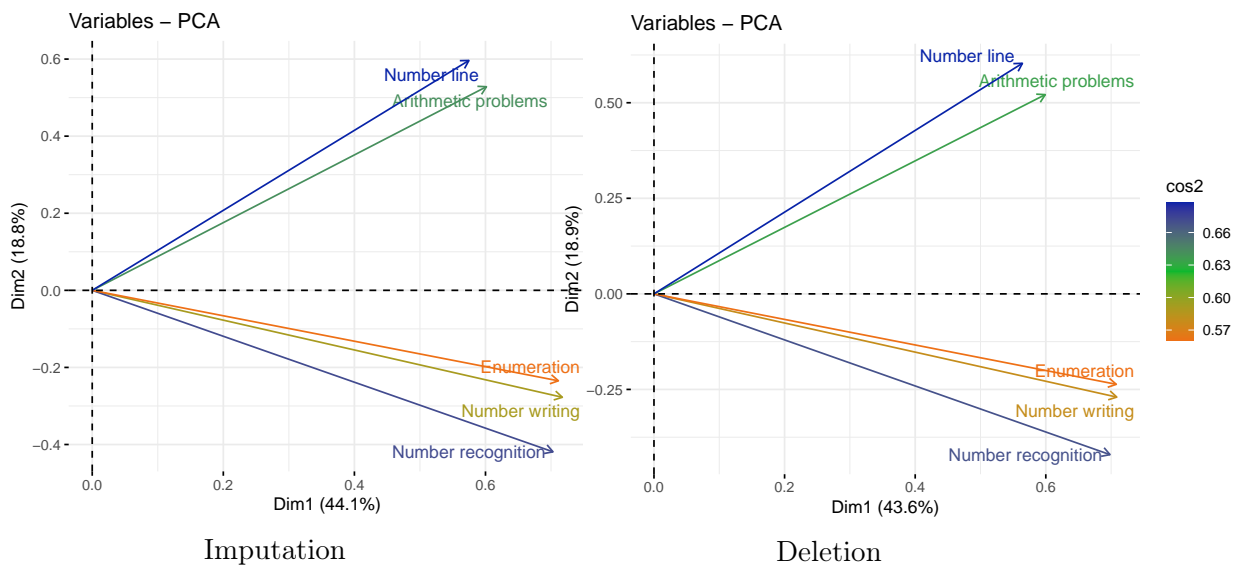 Variables − PCA
0.6
0.4
0.2
0.0
−0.2
−0.4
Dim2 (18.8%)
Number line
Arithmetic problems
Enumeration
Number writing
Number recognition
0.0 0.2 0.4 0.6
Dim1 (44.1%)
Imputation
Variables − PCA
0.50
0.25
0.00
−0.25
Dim2 (18.9%)
Number line
Arithmetic problems
Enumeration
Number writing
Number recognition
0.0 0.2 0.4 0.6
Dim1 (43.6%)
Deletion
cos2
0.66
0.63
0.60
0.57